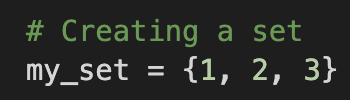 # Creating a set
my_set = {1, 2, 3}